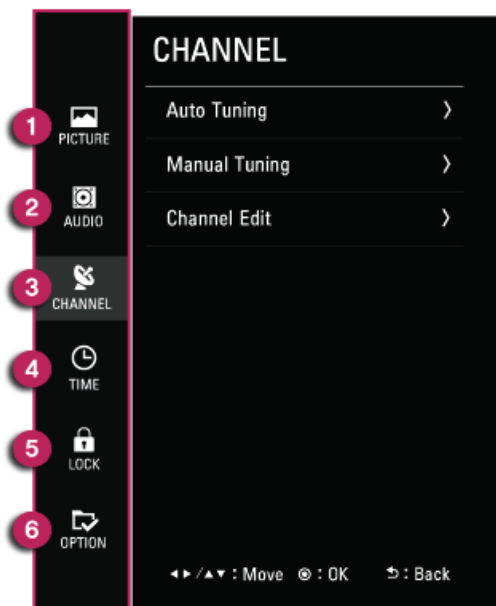 CHANNEL
1
PICTURE
2
AUDIO
3
CHANNEL
4
TIME
5
LOCK
6
OPTION
Auto Tuning
Manual Tuning
Channel Edit
◄►/▲▼ : Move ◉ : OK ⮌ : Back